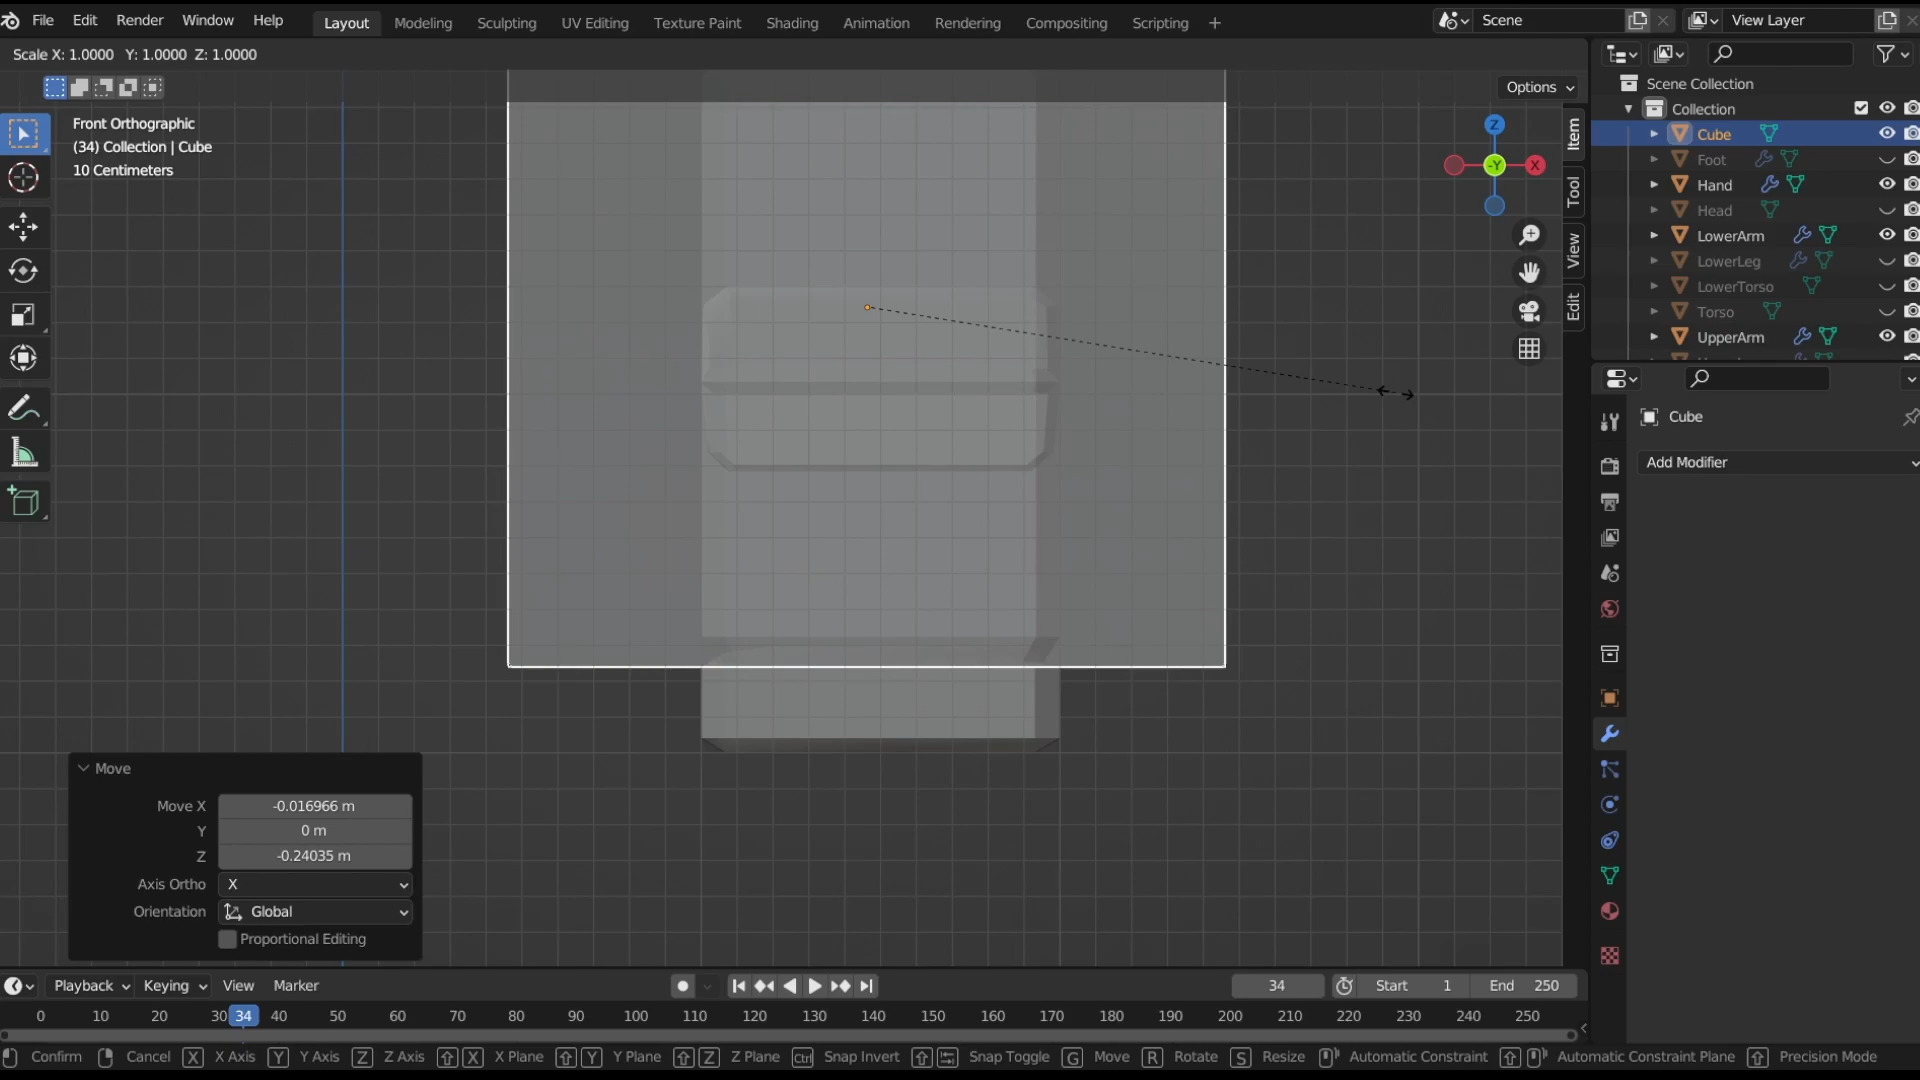 File Edit Render Window Help Layout Modeling Sculpting UV Editing Texture Paint Shading Animation Rendering Compositing Scripting + Scene View Layer
Scale X: 1.0000 Y: 1.0000 Z: 1.0000
Options
Front Orthographic
(34) Collection | Cube
10 Centimeters
Z
-Y
X
Item
Tool
View
Edit
Scene Collection
Collection
Cube
Foot
Hand
Head
LowerArm
LowerLeg
LowerTorso
Torso
UpperArm
Cube
Add Modifier
Move
Move X -0.016966 m
Y 0 m
Z -0.24035 m
Axis Ortho X
Orientation Global
Proportional Editing
Playback Keying View Marker 34 Start 1 End 250
0 10 20 30 34 40 50 60 70 80 90 100 110 120 130 140 150 160 170 180 190 200 210 220 230 240 250
Confirm Cancel X X Axis Y Y Axis Z Z Axis X X Plane Y Y Plane Z Z Plane Ctrl Snap Invert Snap Toggle G Move R Rotate S Resize Automatic Constraint Automatic Constraint Plane Precision Mode